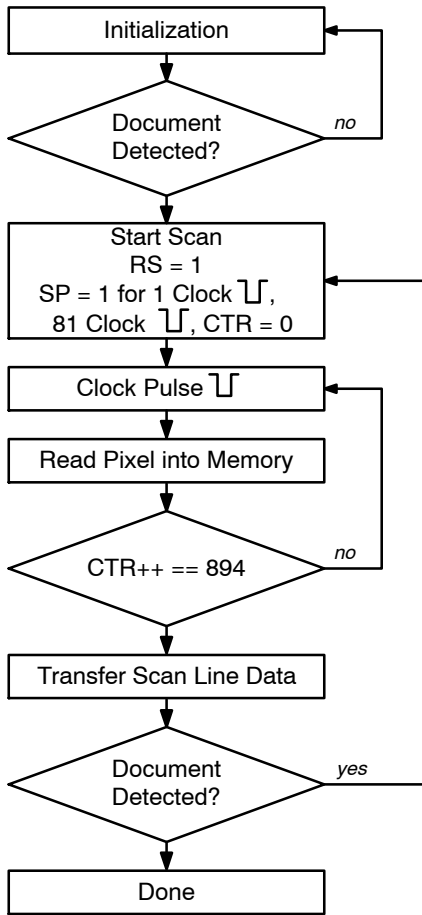 Initialization
Document
Detected?
no
Start Scan
RS = 1
SP = 1 for 1 Clock ,
81 Clock , CTR = 0
Clock Pulse
Read Pixel into Memory
CTR++ == 894
no
Transfer Scan Line Data
Document
Detected?
yes
Done